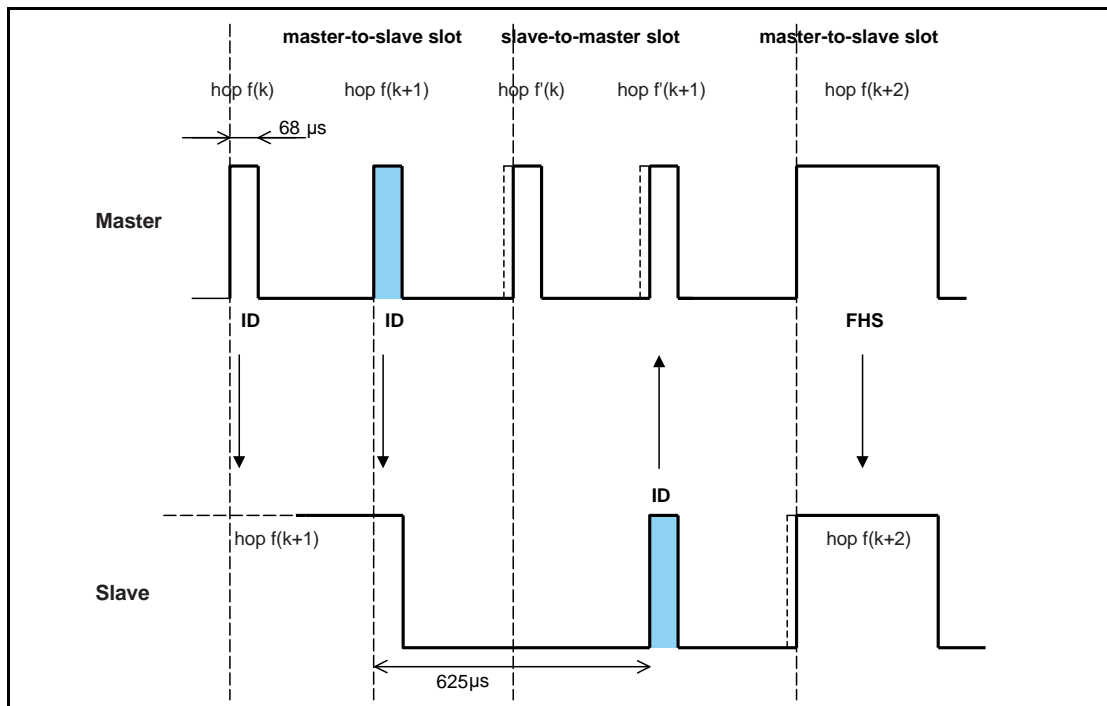 master-to-slave slot slave-to-master slot master-to-slave slot
hop f(k) hop f(k+1) hop f'(k) hop f'(k+1) hop f(k+2)
68 µs
Master
ID ID FHS
ID
hop f(k+1) hop f(k+2)
Slave
625µs